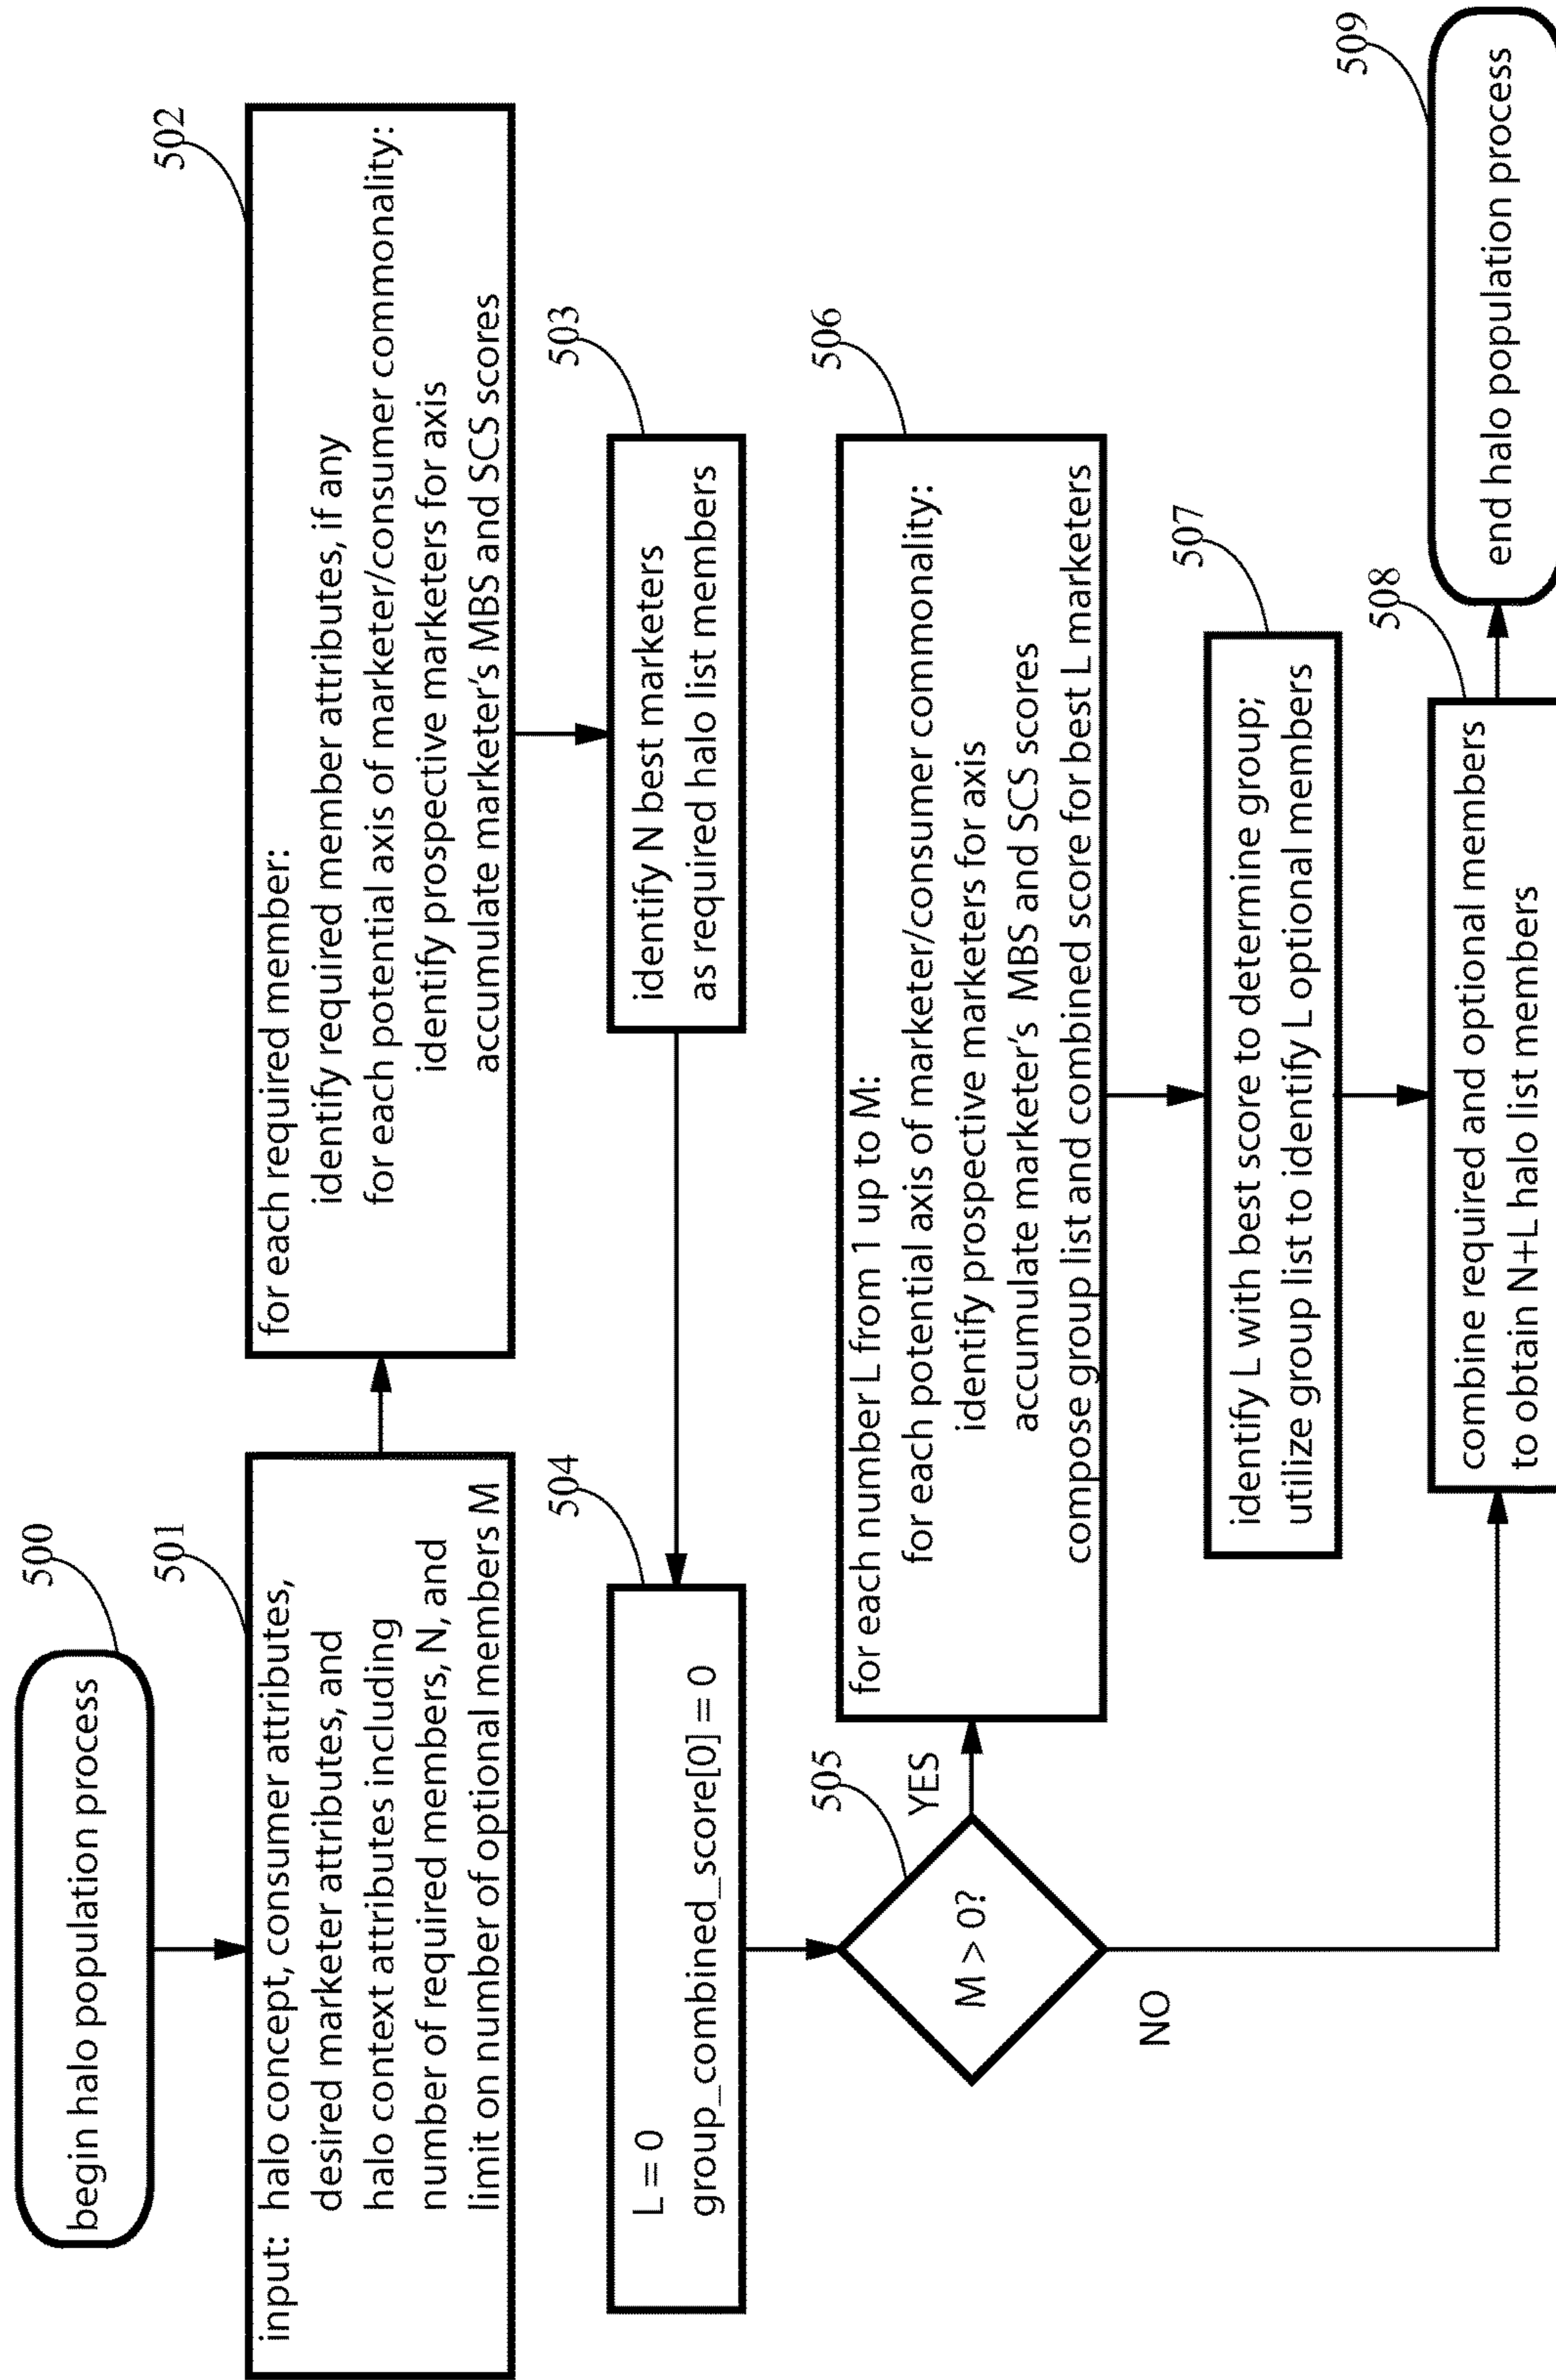 500
begin halo population process
501
input: halo concept, consumer attributes,
desired marketer attributes, and
halo context attributes including
number of required members, N, and
limit on number of optional members M
502
for each required member:
identify required member attributes, if any
for each potential axis of marketer/consumer commonality:
identify prospective marketers for axis
accumulate marketer's MBS and SCS scores
503
identify N best marketers
as required halo list members
504
L = 0
group_combined_score[0] = 0
505
M > 0?
YES
NO
506
for each number L from 1 up to M:
for each potential axis of marketer/consumer commonality:
identify prospective marketers for axis
accumulate marketer's MBS and SCS scores
compose group list and combined score for best L marketers
507
identify L with best score to determine group;
utilize group list to identify L optional members
508
combine required and optional members
to obtain N+L halo list members
509
end halo population process